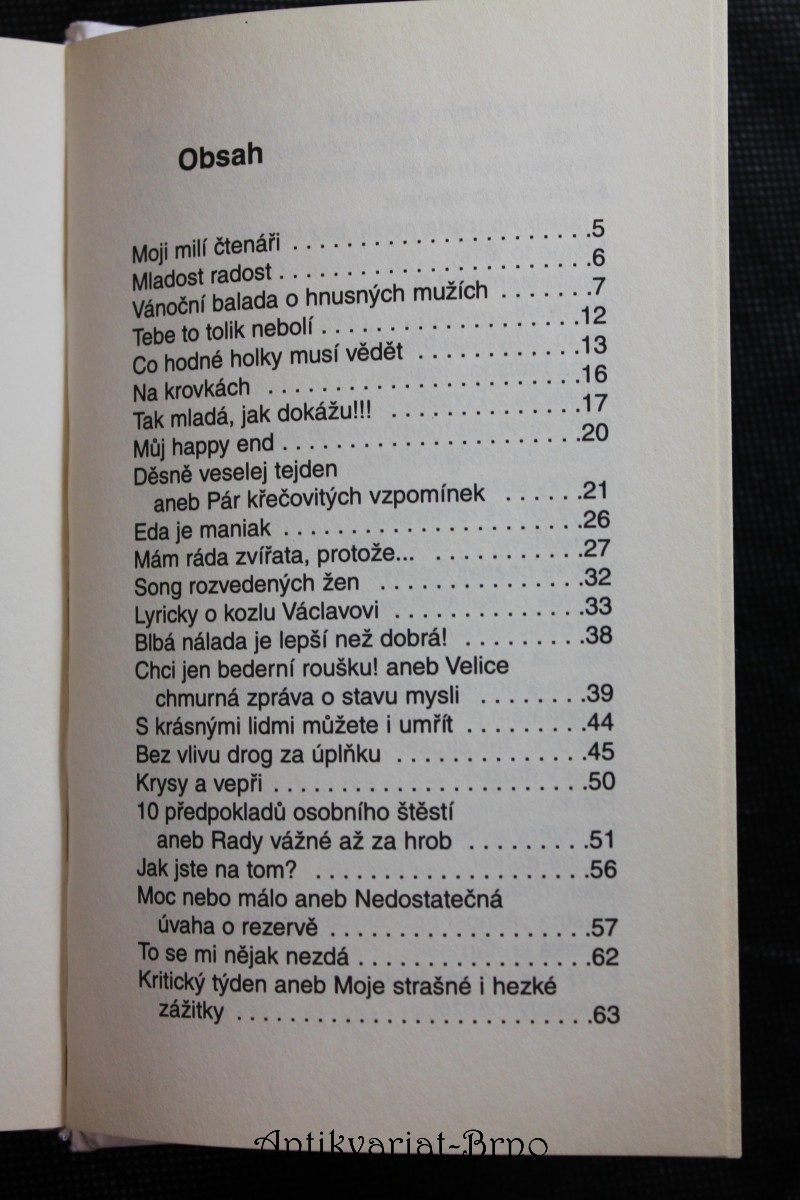 Obsah
Moji milí čtenáři . . . . . . . . . . . . . . . . . . . . . . .5
Mladost radost . . . . . . . . . . . . . . . . . . . . . . . .6
Vánoční balada o hnusných mužích . . . . . . .7
Tebe to tolik nebolí . . . . . . . . . . . . . . . . . . . .12
Co hodné holky musí vědět . . . . . . . . . . . . .13
Na krovkách . . . . . . . . . . . . . . . . . . . . . . . .16
Tak mladá, jak dokážu!!! . . . . . . . . . . . . . . .17
Můj happy end . . . . . . . . . . . . . . . . . . . . . . .20
Děsně veselej tejden
aneb Pár křečovitých vzpomínek . . . . . .21
Eda je maniak . . . . . . . . . . . . . . . . . . . . . . .26
Mám ráda zvířata, protože... . . . . . . . . . . . .27
Song rozvedených žen . . . . . . . . . . . . . . . .32
Lyricky o kozlu Václavovi . . . . . . . . . . . . . . .33
Blbá nálada je lepší než dobrá! . . . . . . . . . .38
Chci jen bederní roušku! aneb Velice
chmurná zpráva o stavu mysli . . . . . . . .39
S krásnými lidmi můžete i umřít . . . . . . . . . .44
Bez vlivu drog za úplňku . . . . . . . . . . . . . . .45
Krysy a vepři . . . . . . . . . . . . . . . . . . . . . . . .50
10 předpokladů osobního štěstí
aneb Rady vážné až za hrob . . . . . . . . .51
Jak jste na tom? . . . . . . . . . . . . . . . . . . . . .56
Moc nebo málo aneb Nedostatečná
úvaha o rezervě . . . . . . . . . . . . . . . . . . . .57
To se mi nějak nezdá . . . . . . . . . . . . . . . . . .62
Kritický týden aneb Moje strašné i hezké
zážitky . . . . . . . . . . . . . . . . . . . . . . . . . . .63
Antikvariat-Brno